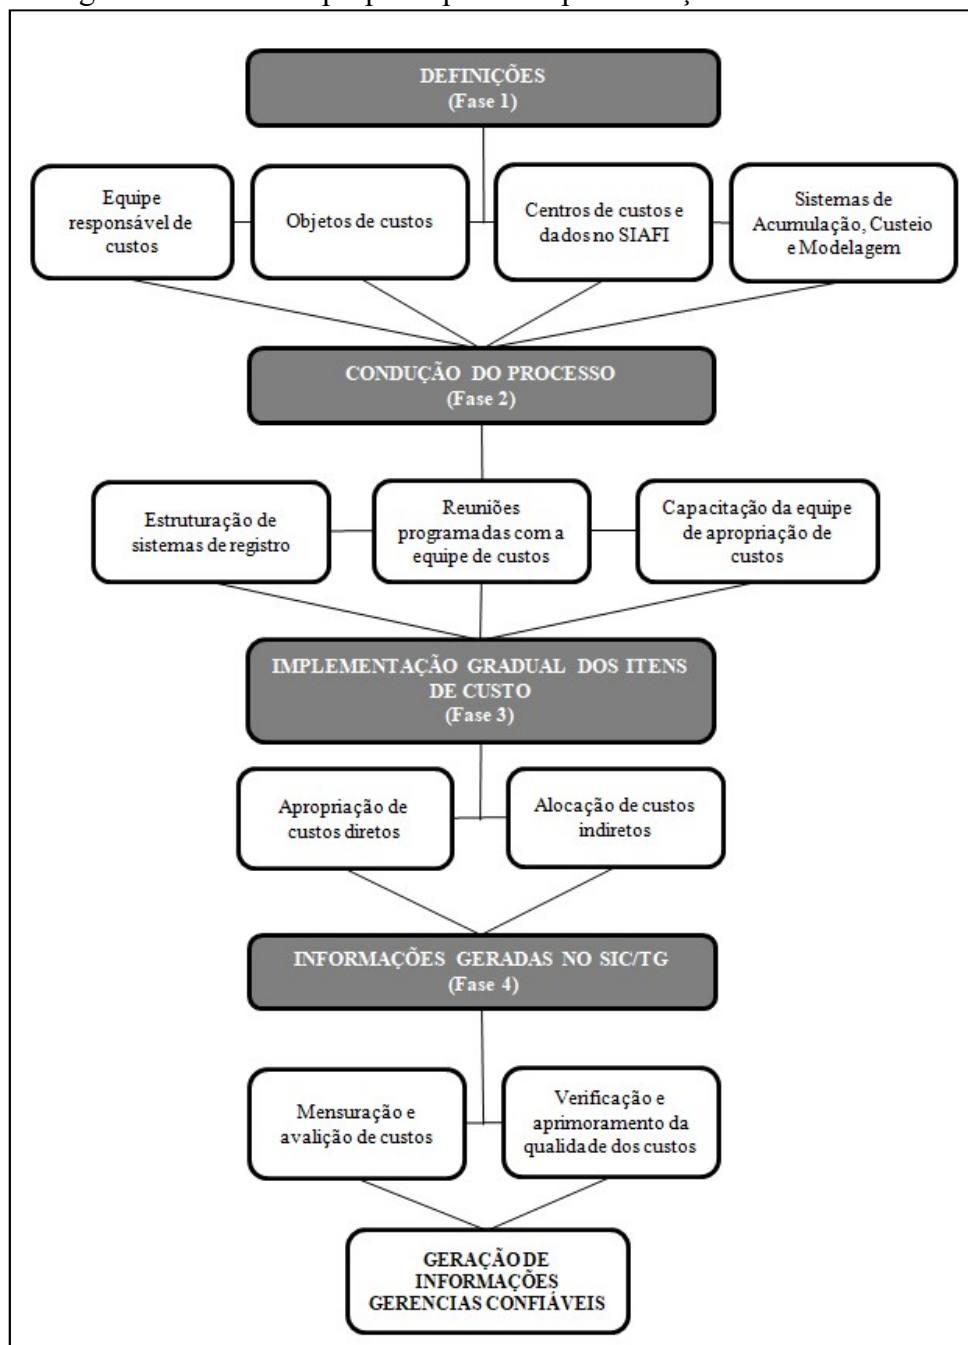 DEFINIÇÕES
(Fase 1)
Equipe
responsável de
custos
Objetos de custos
Centros de custos e
dados no SIAFI
Sistemas de
Acumulação, Custeio
e Modelagem
CONDUÇÃO DO PROCESSO
(Fase 2)
Estruturação de
sistemas de registro
Reuniões
programadas com a
equipe de custos
Capacitação da equipe
de apropriação de
custos
IMPLEMENTAÇÃO GRADUAL DOS ITENS
DE CUSTO
(Fase 3)
Apropriação de
custos diretos
Alocação de custos
indiretos
INFORMAÇÕES GERADAS NO SIC/TG
(Fase 4)
Mensuração e
avalição de custos
Verificação e
aprimoramento da
qualidade dos custos
GERAÇÃO DE
INFORMAÇÕES
GERENCIAS CONFIÁVEIS